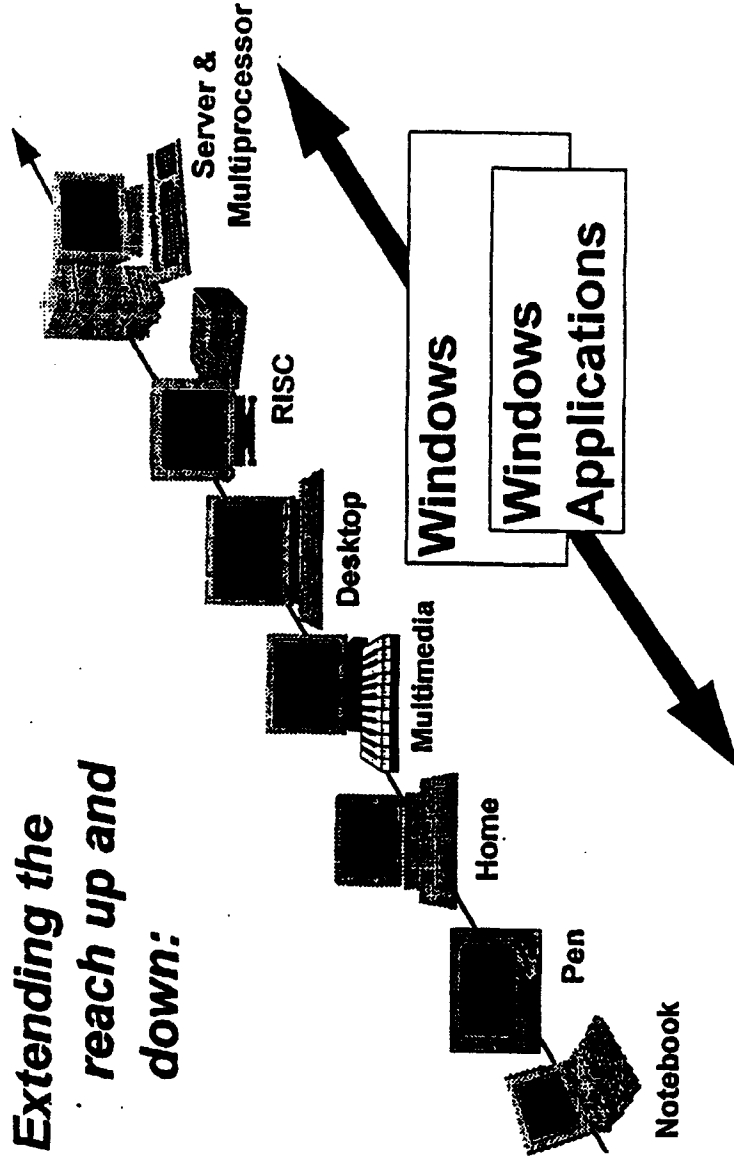 Extending the
reach up and
down:
Server &
Multiprocessor
RISC
Desktop
Multimedia
Home
Pen
Notebook
Windows
Windows
Applications